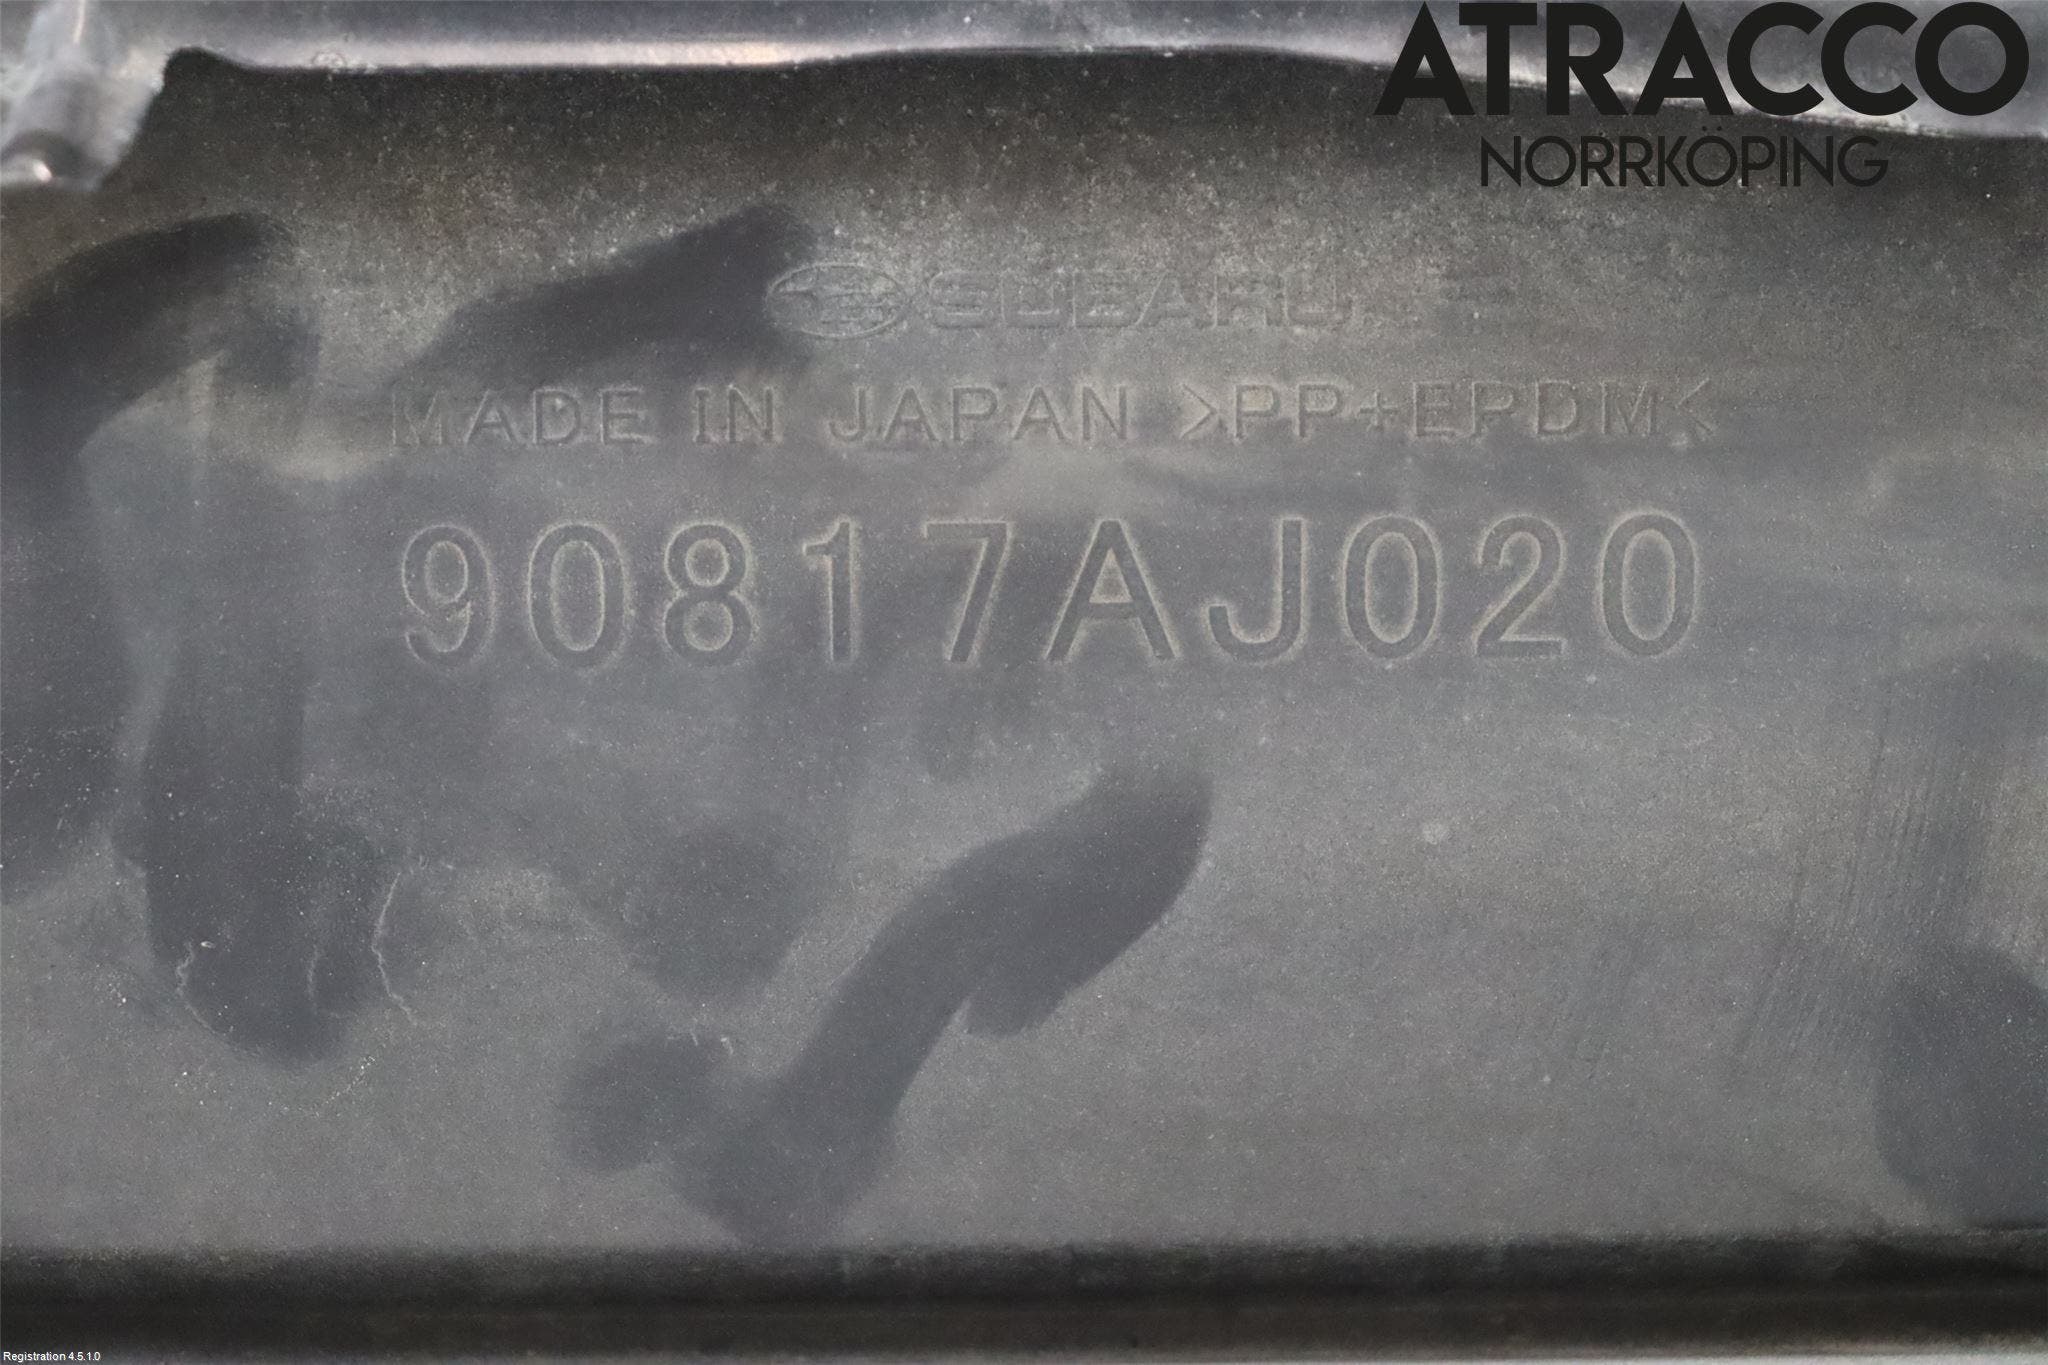 ATRACCO
NORRKÖPING
SUBARU
MADE IN JAPAN >PP+EPDM<
90817AJ020
Registration 4.5.1.0